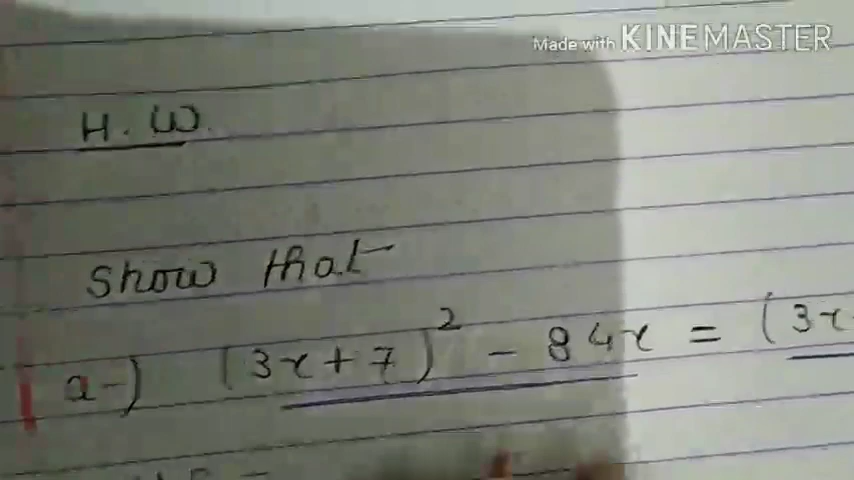 Made with KINEMASTER
H.W.
Show that
a-) (3x+7)² - 84x = (3x